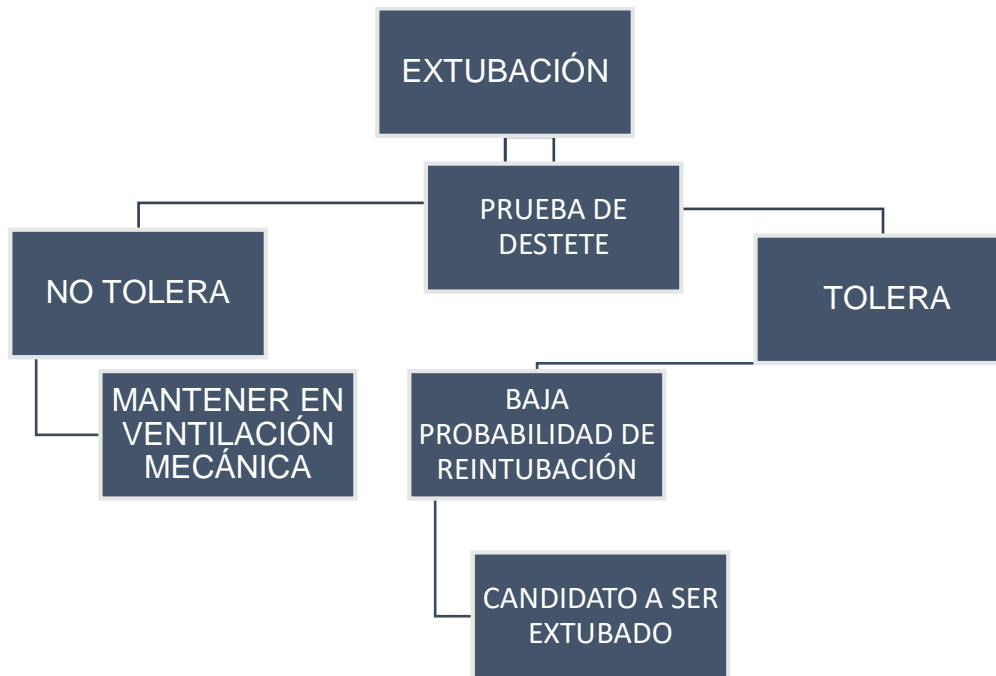 EXTUBACIÓN
PRUEBA DE
DESTETE
NO TOLERA
TOLERA
MANTENER EN
VENTILACIÓN
MECÁNICA
BAJA
PROBABILIDAD DE
REINTUBACIÓN
CANDIDATO A SER
EXTUBADO